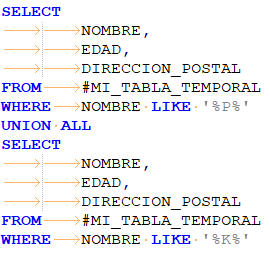 SELECT
NOMBRE,
EDAD,
DIRECCION_POSTAL
FROM #MI_TABLA_TEMPORAL
WHERE NOMBRE LIKE '%P%'
UNION ALL
SELECT
NOMBRE,
EDAD,
DIRECCION_POSTAL
FROM #MI_TABLA_TEMPORAL
WHERE NOMBRE LIKE '%K%'